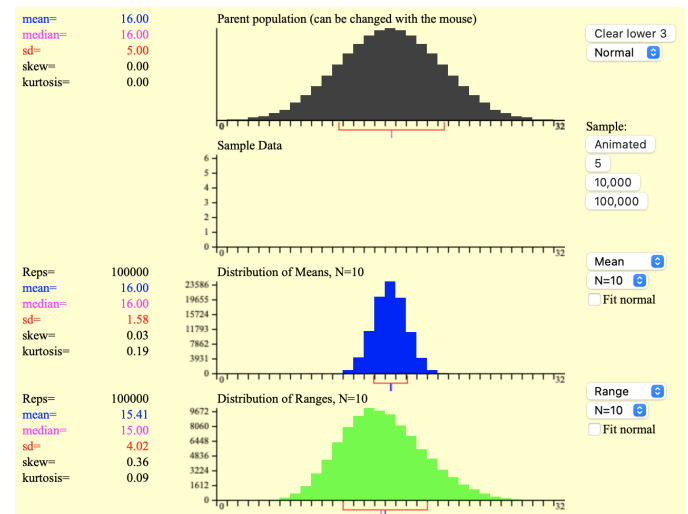 mean= 16.00
median= 16.00
sd= 5.00
skew= 0.00
kurtosis= 0.00
Parent population (can be changed with the mouse)
0 32
Clear lower 3
Normal
Sample Data
6
5
4
3
2
1
0
0 32
Sample:
Animated
5
10,000
100,000
Reps= 100000
mean= 16.00
median= 16.00
sd= 1.58
skew= 0.03
kurtosis= 0.19
Distribution of Means, N=10
23586
19655
15724
11793
7862
3931
0
0 32
Mean
N=10
Fit normal
Reps= 100000
mean= 15.41
median= 15.00
sd= 4.02
skew= 0.36
kurtosis= 0.09
Distribution of Ranges, N=10
9672
8060
6448
4836
3224
1612
0
0 32
Range
N=10
Fit normal